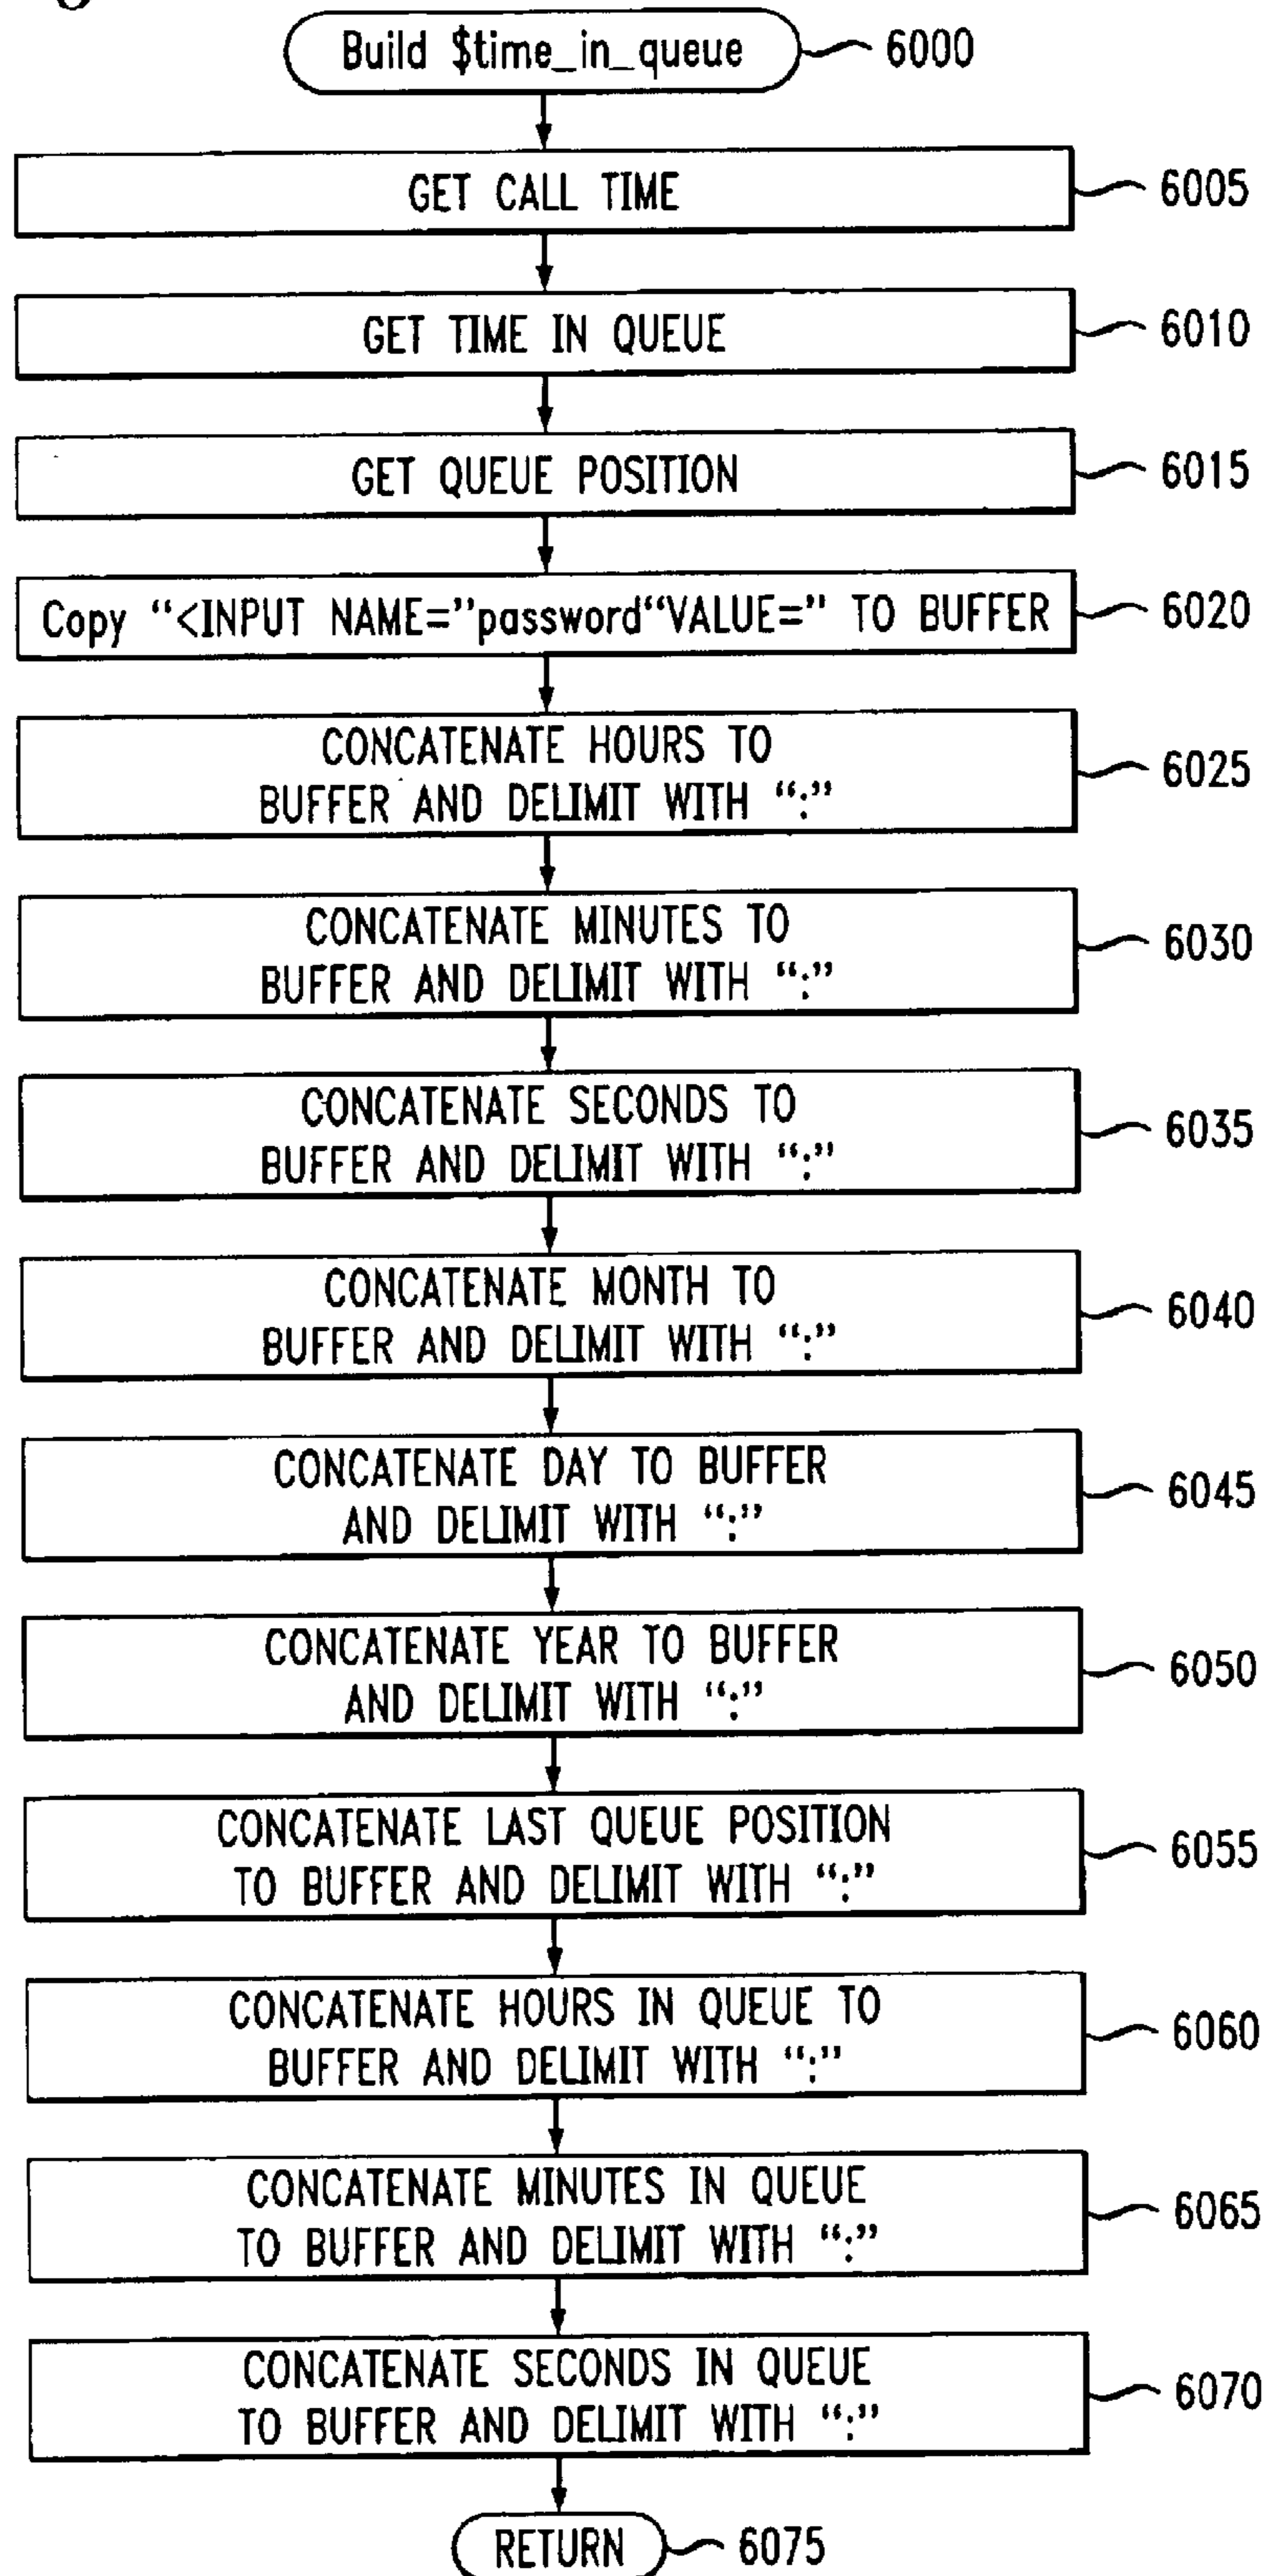 Build $time_in_queue 6000
GET CALL TIME 6005
GET TIME IN QUEUE 6010
GET QUEUE POSITION 6015
Copy “<INPUT NAME=”password“VALUE=” TO BUFFER 6020
CONCATENATE HOURS TO
BUFFER AND DELIMIT WITH “:” 6025
CONCATENATE MINUTES TO
BUFFER AND DELIMIT WITH “:” 6030
CONCATENATE SECONDS TO
BUFFER AND DELIMIT WITH “:” 6035
CONCATENATE MONTH TO
BUFFER AND DELIMIT WITH “:” 6040
CONCATENATE DAY TO BUFFER
AND DELIMIT WITH “:” 6045
CONCATENATE YEAR TO BUFFER
AND DELIMIT WITH “:” 6050
CONCATENATE LAST QUEUE POSITION
TO BUFFER AND DELIMIT WITH “:” 6055
CONCATENATE HOURS IN QUEUE TO
BUFFER AND DELIMIT WITH “:” 6060
CONCATENATE MINUTES IN QUEUE
TO BUFFER AND DELIMIT WITH “:” 6065
CONCATENATE SECONDS IN QUEUE
TO BUFFER AND DELIMIT WITH “:” 6070
RETURN 6075